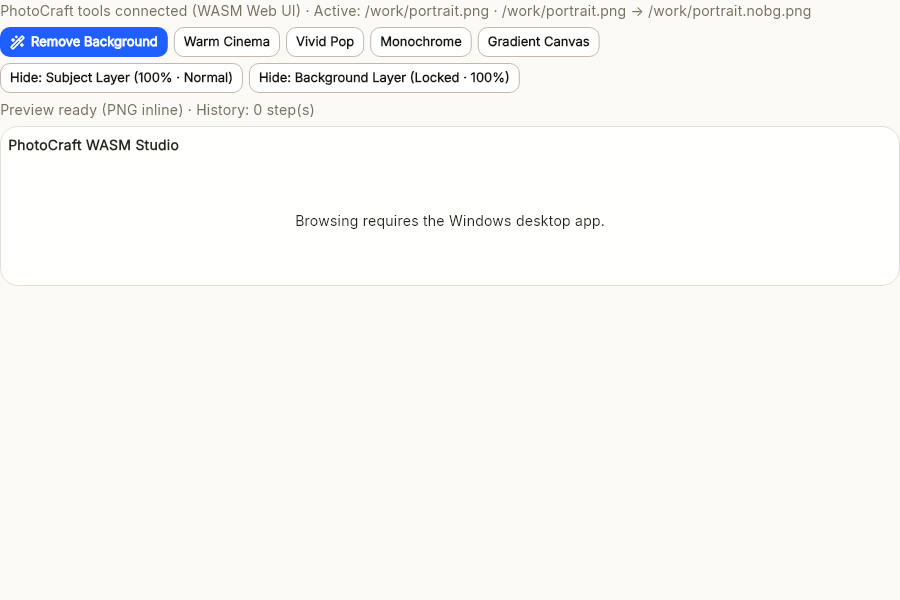 PhotoCraft tools connected (WASM Web UI) · Active: /work/portrait.png · /work/portrait.png → /work/portrait.nobg.png
Remove Background Warm Cinema Vivid Pop Monochrome Gradient Canvas
Hide: Subject Layer (100% · Normal) Hide: Background Layer (Locked · 100%)
Preview ready (PNG inline) · History: 0 step(s)
PhotoCraft WASM Studio
Browsing requires the Windows desktop app.